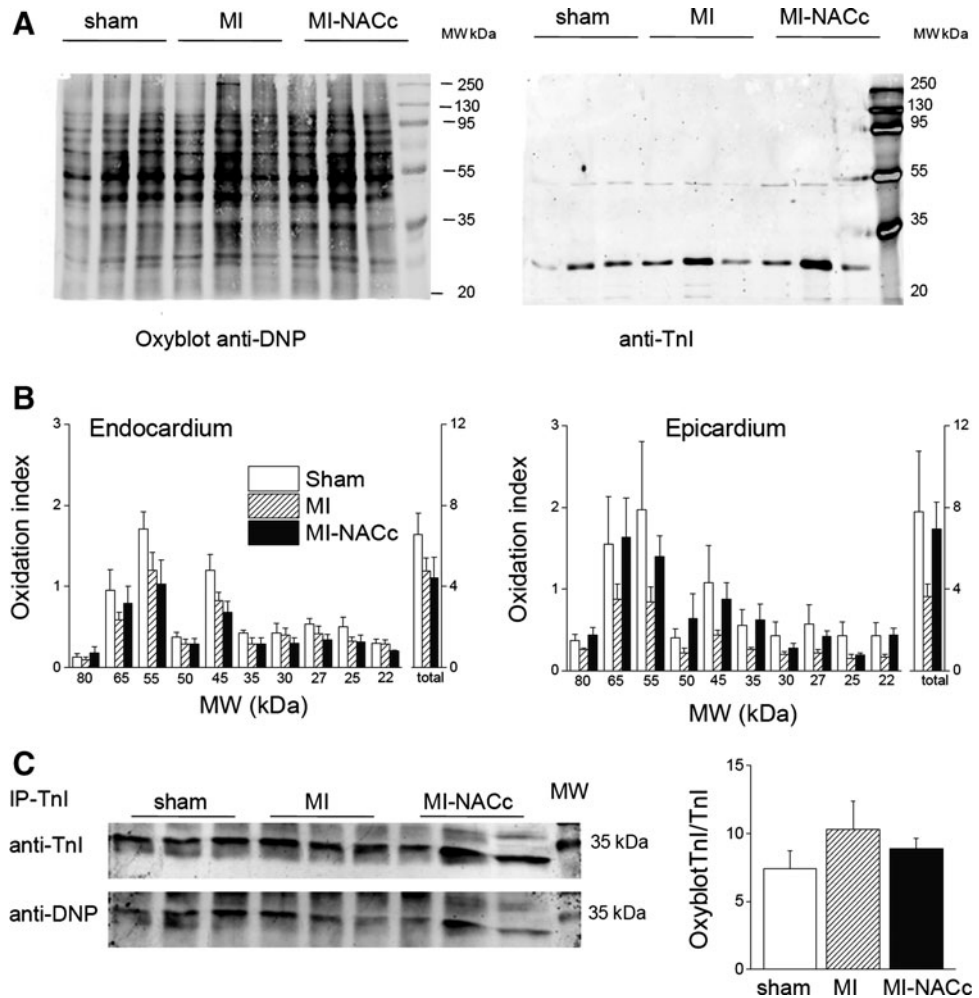 A
sham MI MI-NACc MW kDa
250
130
95
55
35
20
Oxyblot anti-DNP
sham MI MI-NACc MW kDa
250
130
95
55
35
20
anti-TnI
B
Endocardium
Oxidation index
3
2
1
0
12
8
4
0
Sham
MI
MI-NACc
80 65 55 50 45 35 30 27 25 22 total
MW (kDa)
Epicardium
Oxidation index
3
2
1
0
12
8
4
0
80 65 55 50 45 35 30 27 25 22 total
MW (kDa)
C
IP-TnI
sham MI MI-NACc MW
anti-TnI 35 kDa
anti-DNP 35 kDa
OxyblotTnI/TnI
15
10
5
0
sham MI MI-NACc